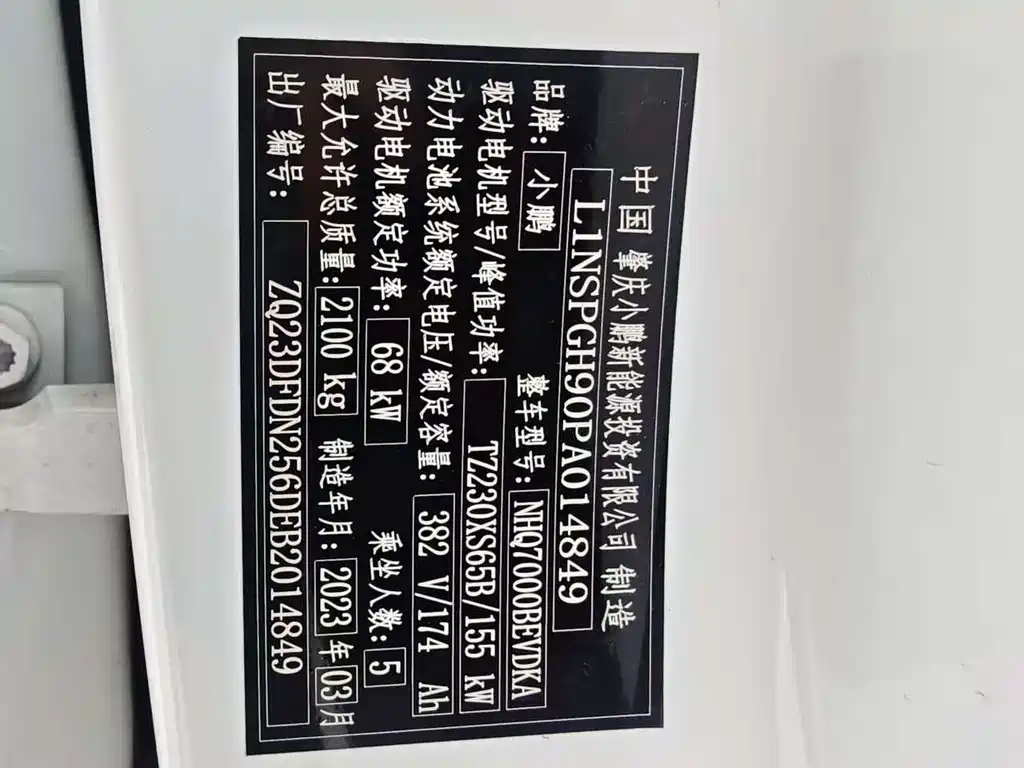 中国 肇庆小鹏新能源投资有限公司 制造
L1NSPGH90PA014849
品牌: 小鹏 整车型号: NHQ7000BEVDKA
驱动电机型号/峰值功率: TZ230XS65B/155 kW
动力电池系统额定电压/额定容量: 382 V/174 Ah
驱动电机额定功率: 68 kW 乘坐人数: 5
最大允许总质量: 2100 kg 制造年月: 2023 年 03 月
出厂编号: ZQ23DFDN256DEB2014849